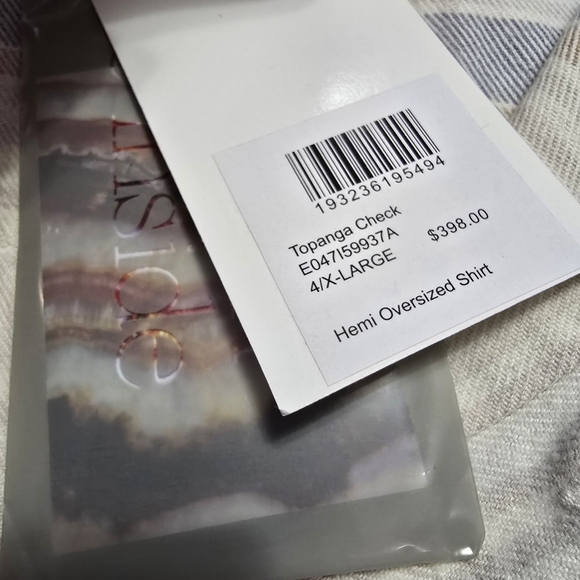 193236195494
Topanga Check
E047I59937A
$398.00
4/X-LARGE
Hemi Oversized Shirt